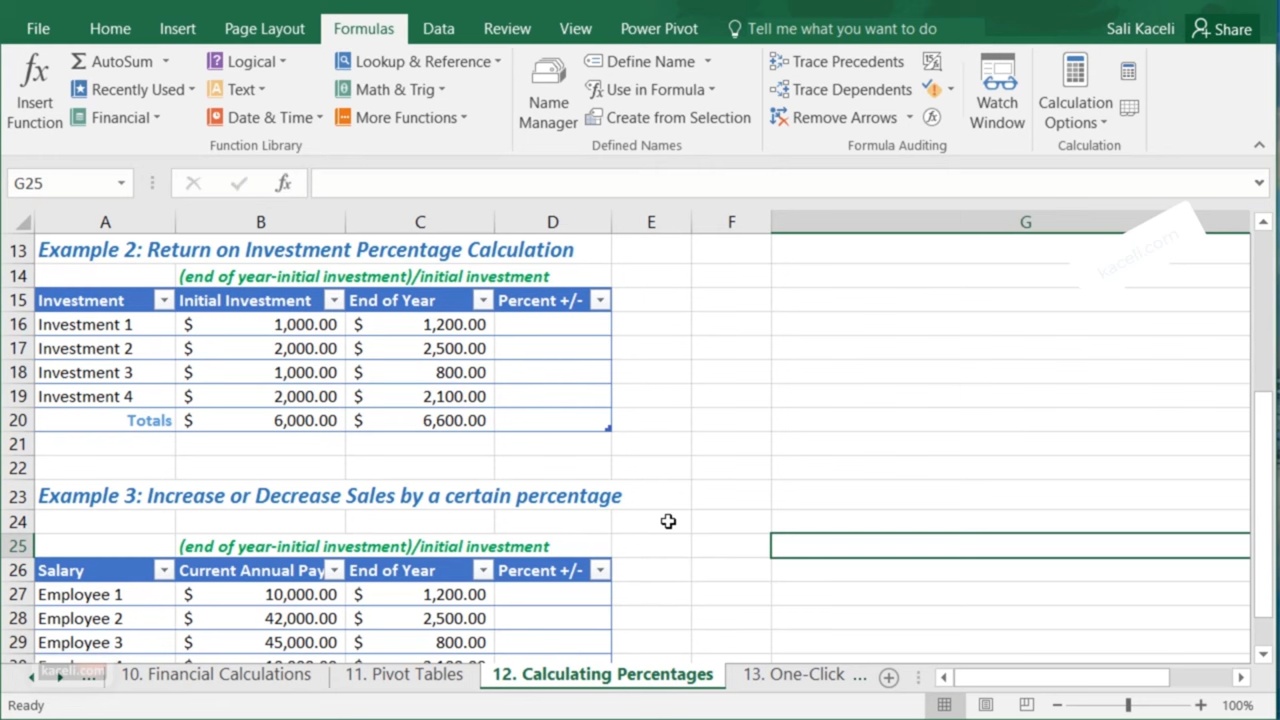 File Home Insert Page Layout Formulas Data Review View Power Pivot Tell me what you want to do Sali Kaceli Share
fx Insert Function
AutoSum
Recently Used
Financial
Logical
Text
Date & Time
Lookup & Reference
Math & Trig
More Functions
Function Library
Name Manager
Define Name
Use in Formula
Create from Selection
Defined Names
Trace Precedents
Trace Dependents
Remove Arrows
Formula Auditing
Watch Window
Calculation Options
Calculation
G25 fx
A B C D E F G
kaceli.com
13 Example 2: Return on Investment Percentage Calculation
14 (end of year-initial investment)/initial investment
15 Investment Initial Investment End of Year Percent +/-
16 Investment 1 $ 1,000.00 $ 1,200.00
17 Investment 2 $ 2,000.00 $ 2,500.00
18 Investment 3 $ 1,000.00 $ 800.00
19 Investment 4 $ 2,000.00 $ 2,100.00
20 Totals $ 6,000.00 $ 6,600.00
21
22
23 Example 3: Increase or Decrease Sales by a certain percentage
24
25 (end of year-initial investment)/initial investment
26 Salary Current Annual Pay End of Year Percent +/-
27 Employee 1 $ 10,000.00 $ 1,200.00
28 Employee 2 $ 42,000.00 $ 2,500.00
29 Employee 3 $ 45,000.00 $ 800.00
kaceli.com
... 10. Financial Calculations 11. Pivot Tables 12. Calculating Percentages 13. One-Click ...
Ready 100%